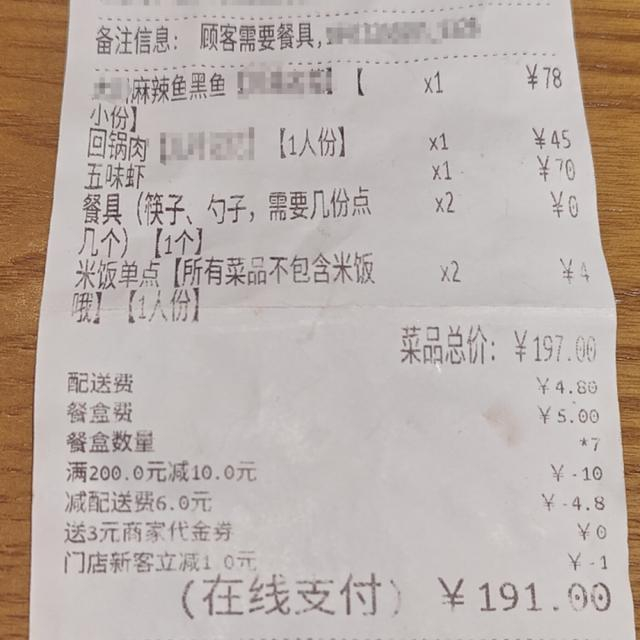 备注信息： 顾客需要餐具,
麻辣鱼黑鱼【 】【 x1 ￥78
小份】
回锅肉【 】【1人份】 x1 ￥45
五味虾 x1 ￥70
餐具（筷子、勺子，需要几份点 x2 ￥0
几个）【1个】
米饭单点【所有菜品不包含米饭 x2 ￥4
哦】【1人份】
菜品总价：￥197.00
配送费 ￥4.80
餐盒费 ￥5.00
餐盒数量 *7
满200.0元减10.0元 ￥-10
减配送费6.0元 ￥-4.8
送3元商家代金券 ￥0
门店新客立减1.0元 ￥-1
(在线支付) ￥191.00